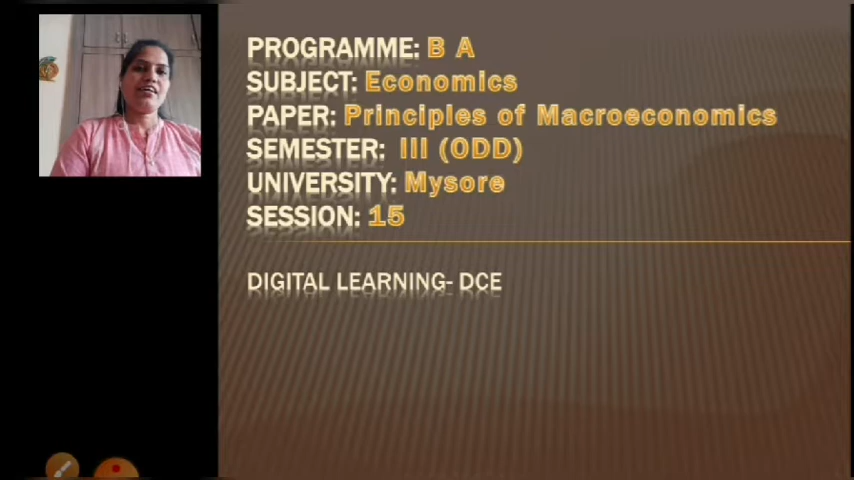 PROGRAMME: B A
SUBJECT: Economics
PAPER: Principles of Macroeconomics
SEMESTER: III (ODD)
UNIVERSITY: Mysore
SESSION: 15
DIGITAL LEARNING- DCE